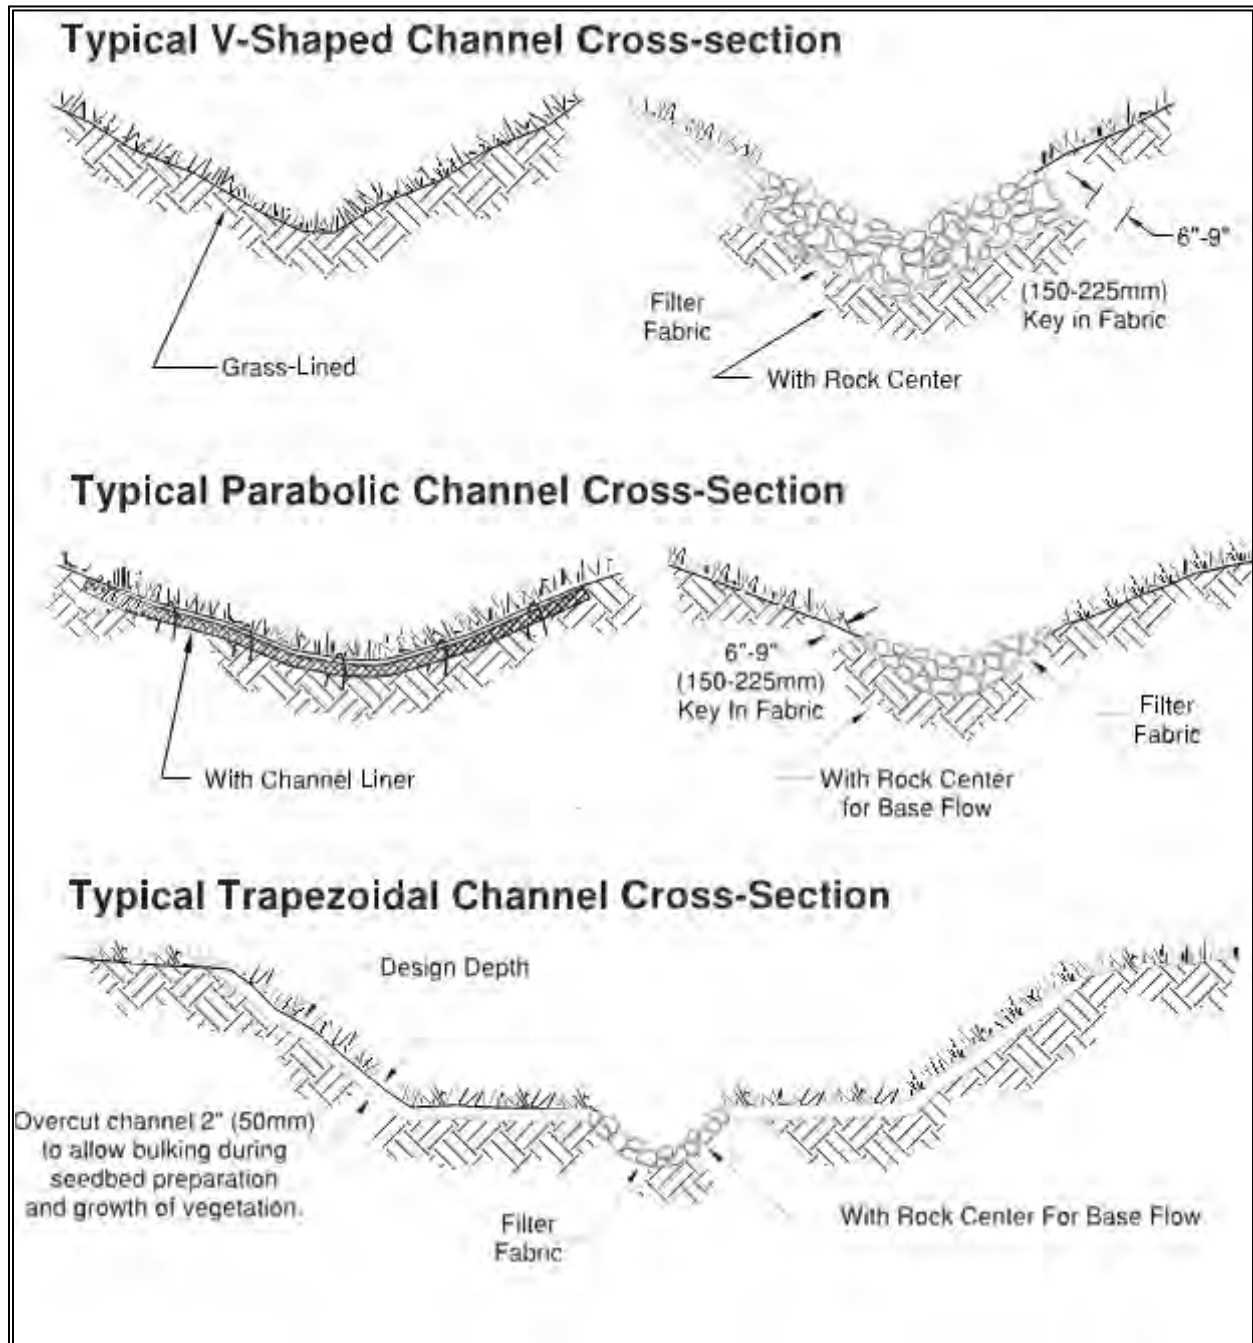 Typical V-Shaped Channel Cross-section
6"-9"
Filter
Fabric
(150-225mm)
Key in Fabric
Grass-Lined
With Rock Center
Typical Parabolic Channel Cross-Section
6"-9"
(150-225mm)
Key In Fabric
Filter
Fabric
With Channel Liner
With Rock Center
for Base Flow
Typical Trapezoidal Channel Cross-Section
Design Depth
Overcut channel 2" (50mm)
to allow bulking during
seedbed preparation
and growth of vegetation.
Filter
Fabric
With Rock Center For Base Flow